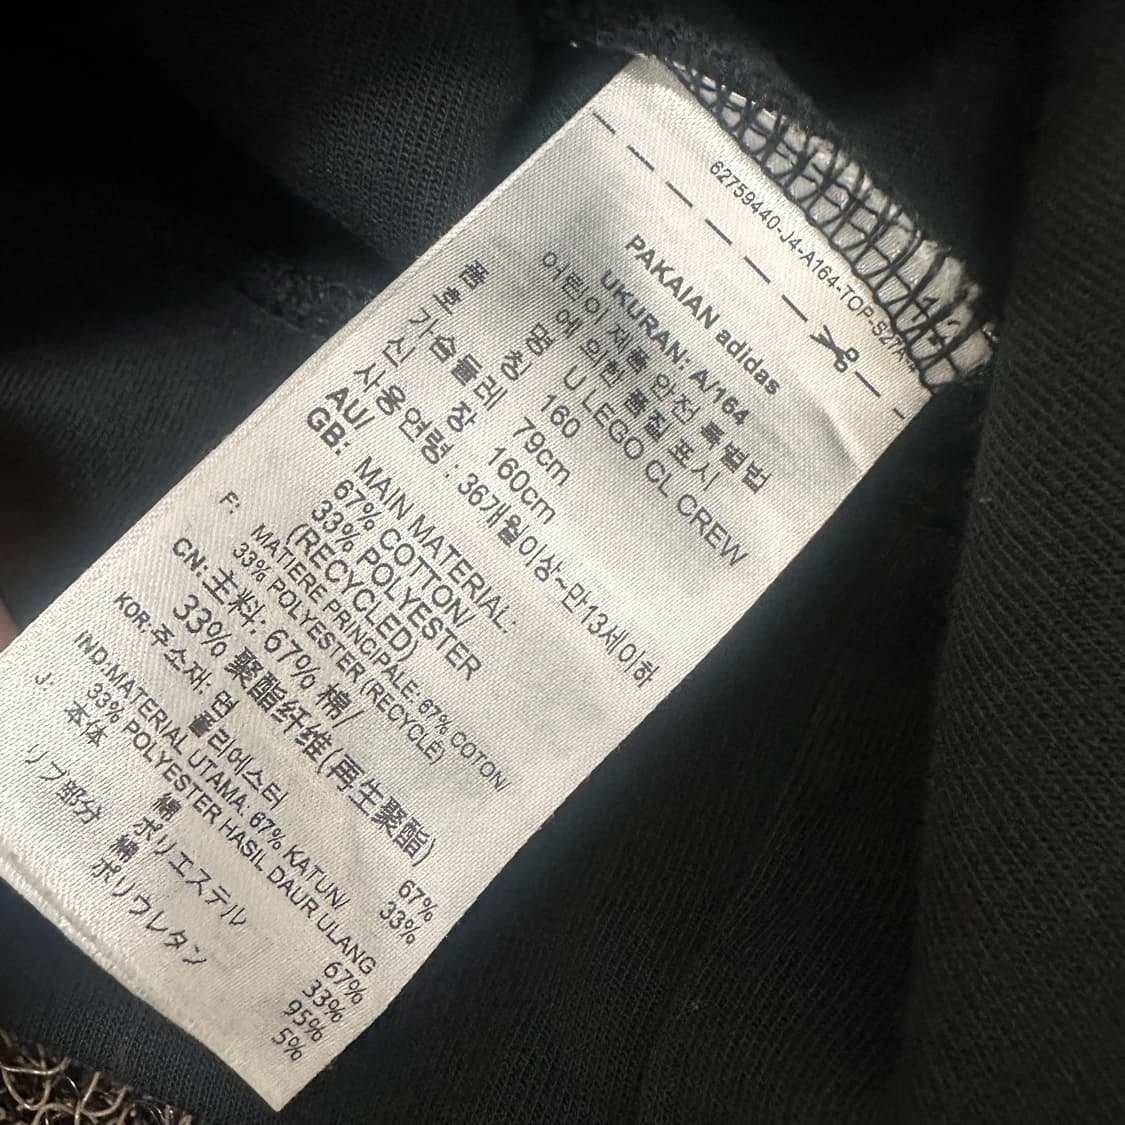 62759440-J4-A164-TOP-S27A
PAKAIAN adidas
UKURAN: A/164
어린이 제품 안전 특별법
에 의한 품질 표시
품 명 U LEGO CL CREW
호 칭 160
가슴둘레 79cm
신 장 160cm
사용연령 : 36개월이상~만13세이하
AU/
GB: MAIN MATERIAL:
67% COTTON/
33% POLYESTER
(RECYCLED)
F: MATIERE PRINCIPALE: 67% COTON/
33% POLYESTER (RECYCLÉ)
CN: 主料: 67% 棉/
33% 聚酯纤维(再生聚酯)
KOR: 주소재: 면 67%
폴리에스터 33%
IND: MATERIAL UTAMA: 67% KATUN/
33% POLYESTER HASIL DAUR ULANG
J: 本体 綿 67%
ポリエステル 33%
リブ部分 綿 95%
ポリウレタン 5%